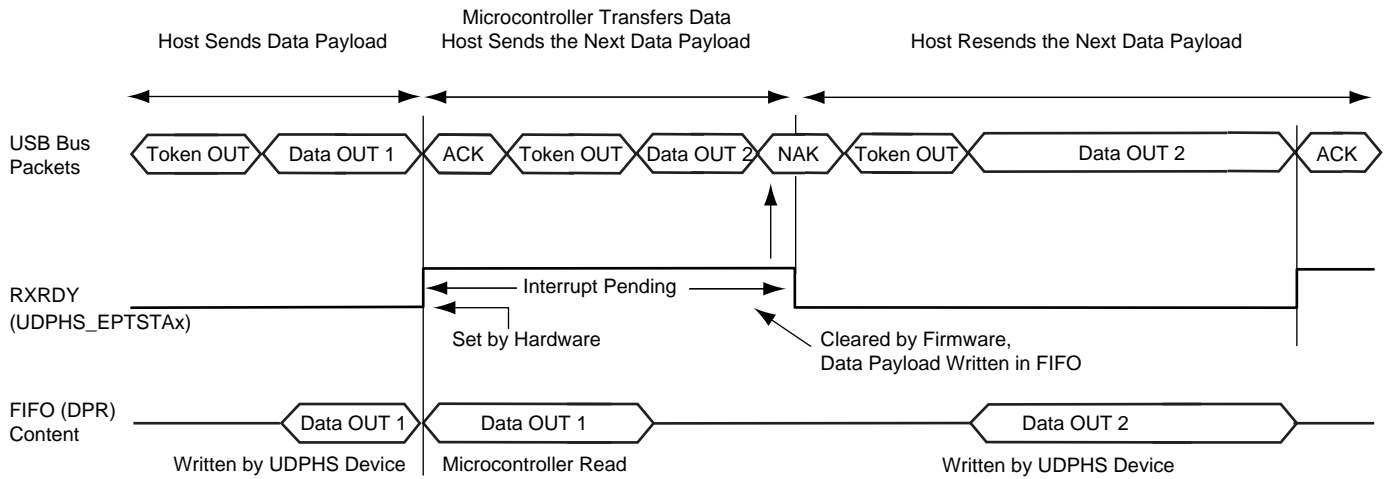 Microcontroller Transfers Data
Host Sends Data Payload
Host Sends the Next Data Payload
Host Resends the Next Data Payload
USB Bus
Packets
Token OUT
Data OUT 1
ACK
Token OUT
Data OUT 2
NAK
Token OUT
Data OUT 2
ACK
RXRDY
(UDPHS_EPTSTAx)
Interrupt Pending
Set by Hardware
Cleared by Firmware,
Data Payload Written in FIFO
FIFO (DPR)
Content
Data OUT 1
Data OUT 1
Data OUT 2
Written by UDPHS Device
Microcontroller Read
Written by UDPHS Device